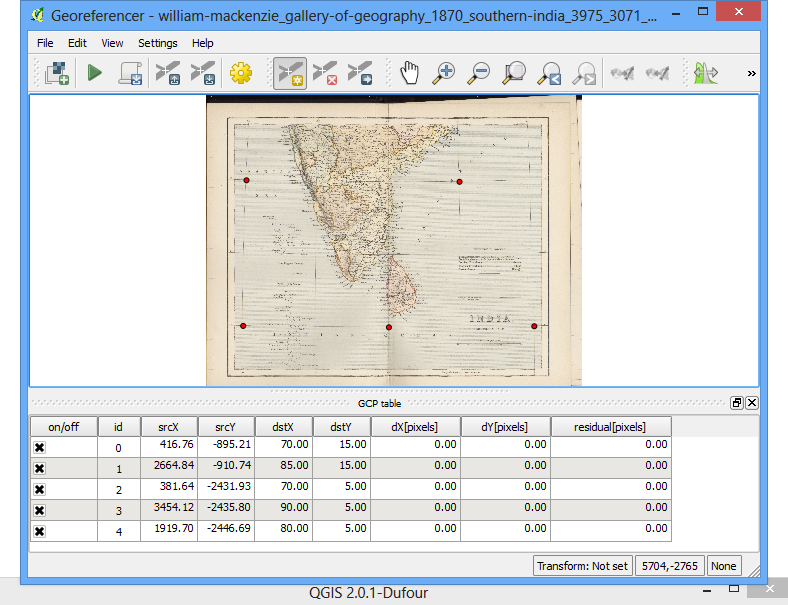 Georeferencer - william-mackenzie_gallery-of-geography_1870_southern-india_3975_3071_...
File Edit View Settings Help
»
INDIA
GCP table
on/off id srcX srcY dstX dstY dX[pixels] dY[pixels] residual[pixels]
0 416.76 -895.21 70.00 15.00 0.00 0.00 0.00
1 2664.84 -910.74 85.00 15.00 0.00 0.00 0.00
2 381.64 -2431.93 70.00 5.00 0.00 0.00 0.00
3 3454.12 -2435.80 90.00 5.00 0.00 0.00 0.00
4 1919.70 -2446.69 80.00 5.00 0.00 0.00 0.00
Transform: Not set 5704,-2765 None
QGIS 2.0.1-Dufour